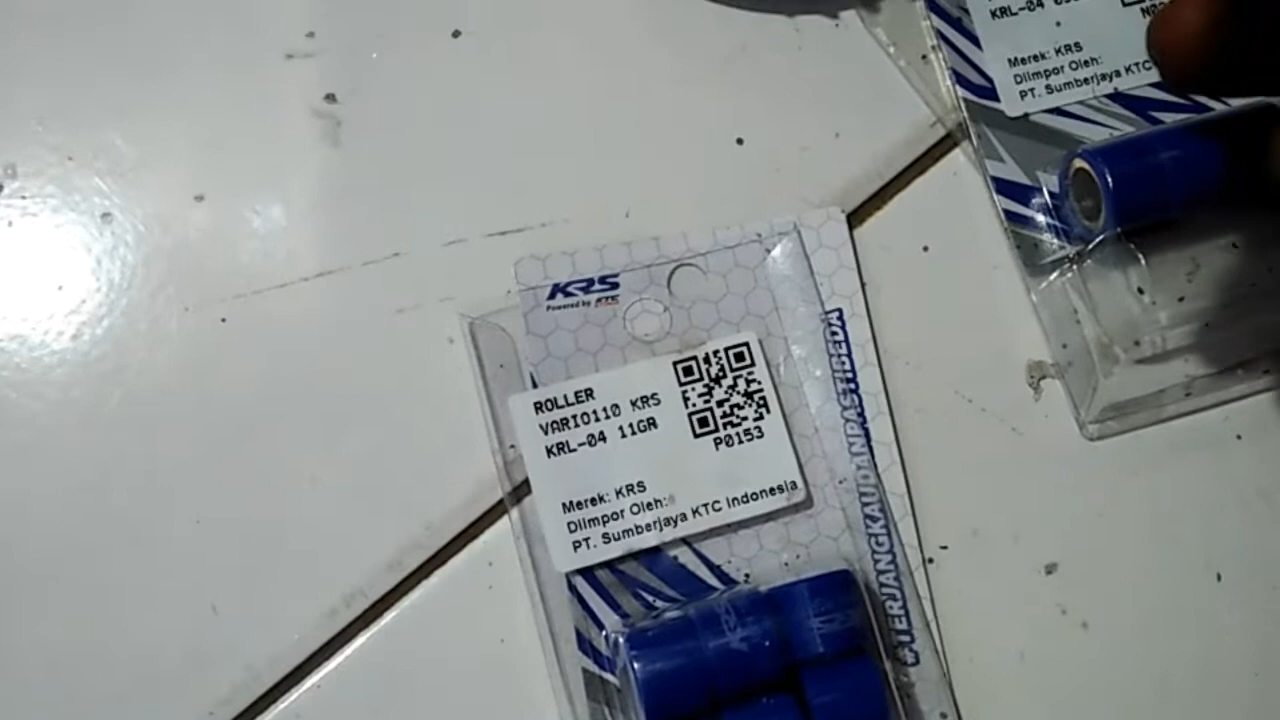 KRS
Powered by KTC
ROLLER
VARIO110 KRS
KRL-04 11GR
P0153
Merek: KRS
Diimpor Oleh:
PT. Sumberjaya KTC Indonesia
#TERJANGKAUDANPASTIBEDA
KRS
KRL-04
Merek: KRS
Diimpor Oleh:
PT. Sumberjaya KTC